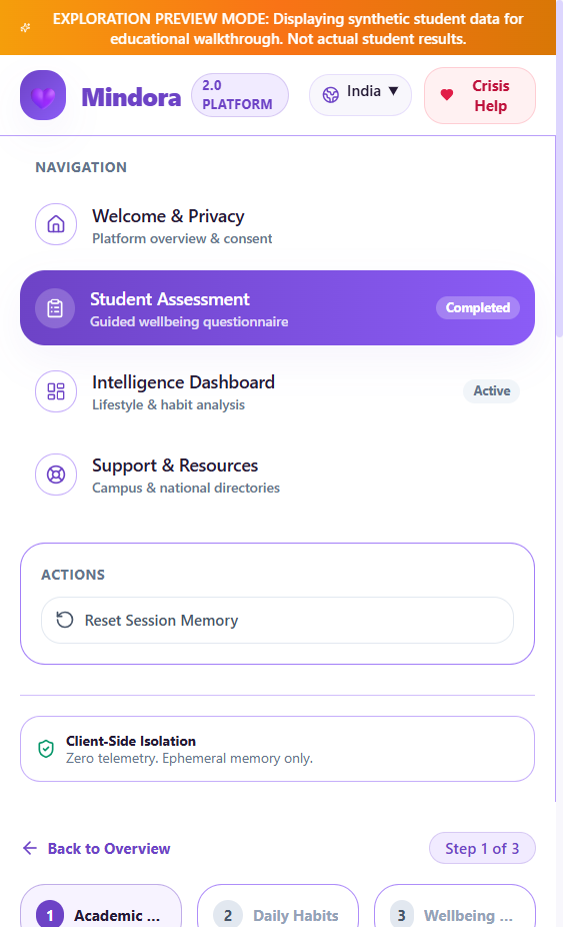 EXPLORATION PREVIEW MODE: Displaying synthetic student data for
educational walkthrough. Not actual student results.
Mindora
2.0
PLATFORM
India ▼
Crisis
Help
NAVIGATION
Welcome & Privacy
Platform overview & consent
Student Assessment
Guided wellbeing questionnaire
Completed
Intelligence Dashboard
Lifestyle & habit analysis
Active
Support & Resources
Campus & national directories
ACTIONS
Reset Session Memory
Client-Side Isolation
Zero telemetry. Ephemeral memory only.
Back to Overview
Step 1 of 3
1 Academic ...
2 Daily Habits
3 Wellbeing ...